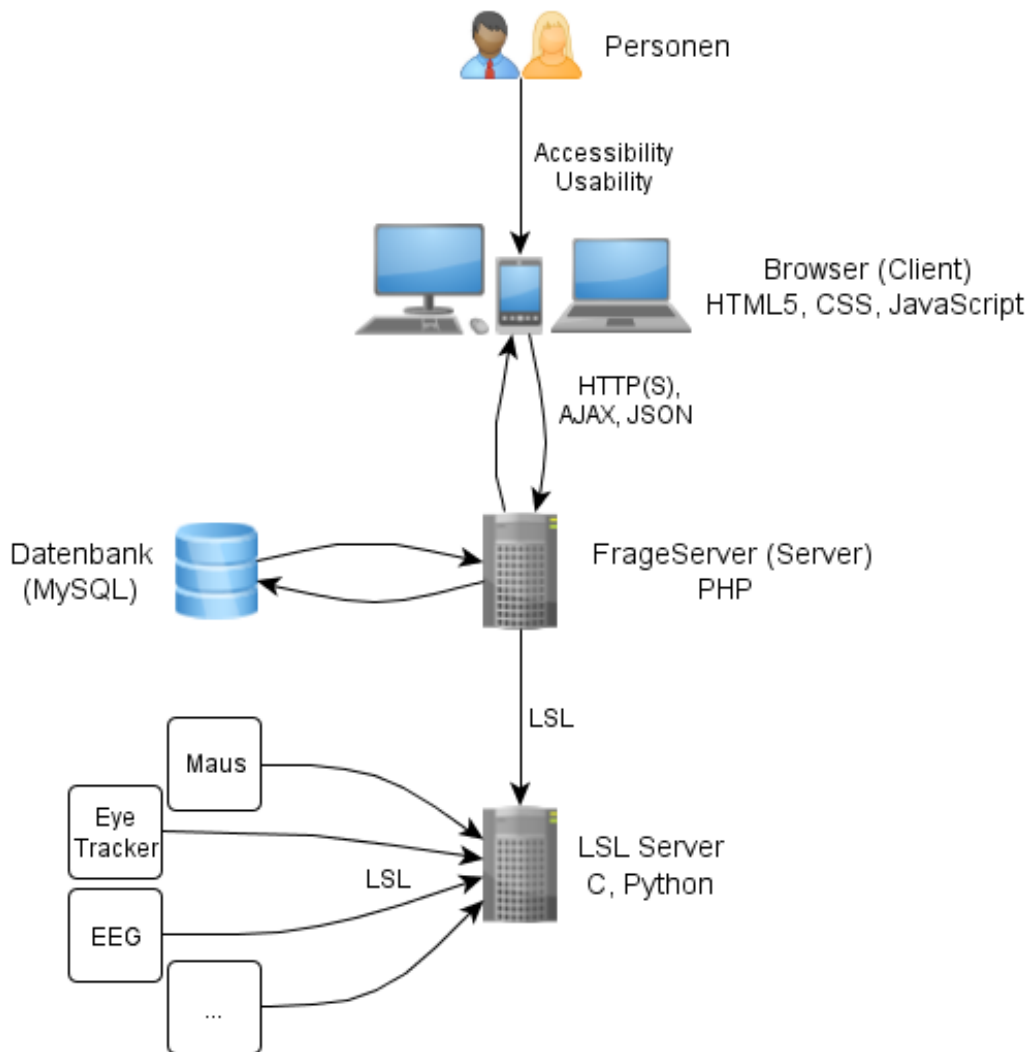 Personen
Accessibility
Usability
Browser (Client)
HTML5, CSS, JavaScript
HTTP(S),
AJAX, JSON
Datenbank
(MySQL)
FrageServer (Server)
PHP
LSL
Maus
Eye
Tracker
LSL
EEG
...
LSL Server
C, Python